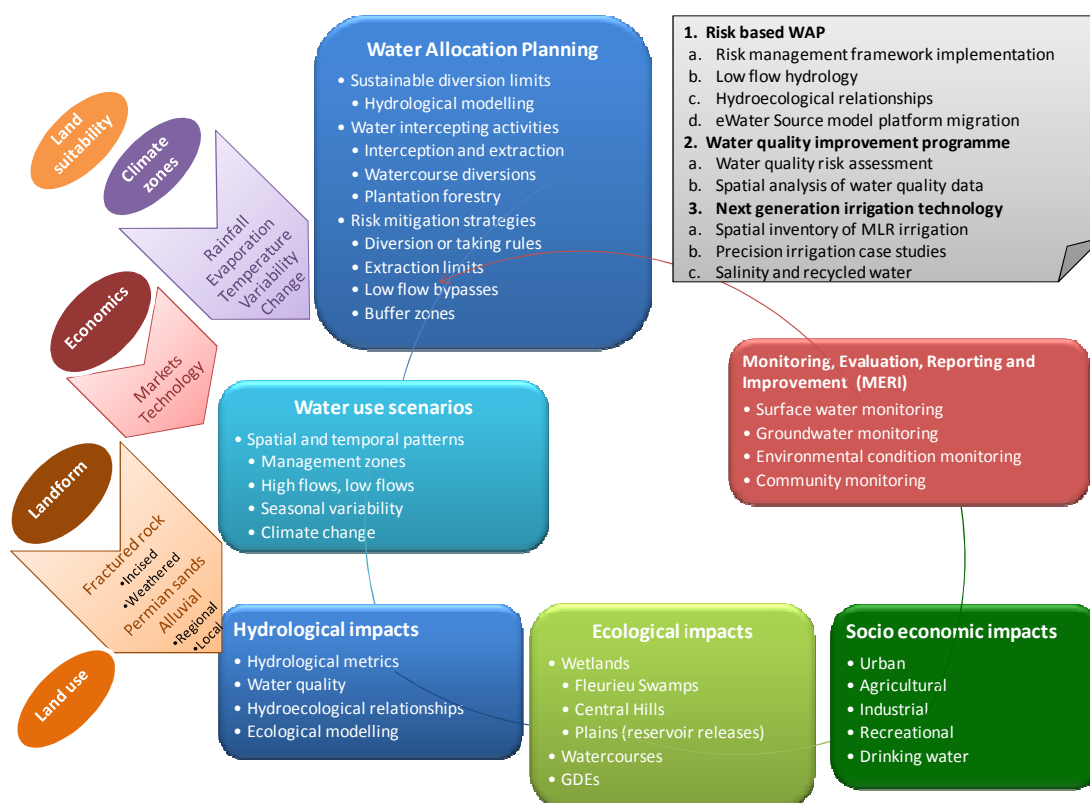 Water Allocation Planning
• Sustainable diversion limits
• Hydrological modelling
• Water intercepting activities
• Interception and extraction
• Watercourse diversions
• Plantation forestry
• Risk mitigation strategies
• Diversion or taking rules
• Extraction limits
• Low flow bypasses
• Buffer zones
1. Risk based WAP
a. Risk management framework implementation
b. Low flow hydrology
c. Hydroecological relationships
d. eWater Source model platform migration
2. Water quality improvement programme
a. Water quality risk assessment
b. Spatial analysis of water quality data
3. Next generation irrigation technology
a. Spatial inventory of MLR irrigation
b. Precision irrigation case studies
c. Salinity and recycled water
Land
suitability
Climate
zones
Rainfall
Evaporation
Temperature
Variability
Change
Economics
Markets
Technology
Landform
Fractured rock
•Incised
•Weathered
Permian sands
Alluvial
•Regional
•Local
Land use
Water use scenarios
• Spatial and temporal patterns
• Management zones
• High flows, low flows
• Seasonal variability
• Climate change
Monitoring, Evaluation, Reporting and
Improvement (MERI)
• Surface water monitoring
• Groundwater monitoring
• Environmental condition monitoring
• Community monitoring
Hydrological impacts
• Hydrological metrics
• Water quality
• Hydroecological relationships
• Ecological modelling
Ecological impacts
• Wetlands
• Fleurieu Swamps
• Central Hills
• Plains (reservoir releases)
• Watercourses
• GDEs
Socio economic impacts
• Urban
• Agricultural
• Industrial
• Recreational
• Drinking water